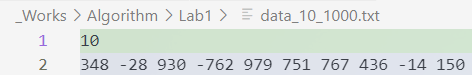 _Works > Algorithm > Lab1 > data_10_1000.txt
1 10
2 348 -28 930 -762 979 751 767 436 -14 150